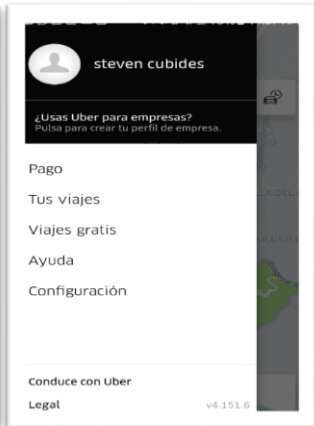 steven cubides
¿Usas Uber para empresas?
Pulsa para crear tu perfil de empresa.
Pago
Tus viajes
Viajes gratis
Ayuda
Configuración
Conduce con Uber
Legal v4.151.6